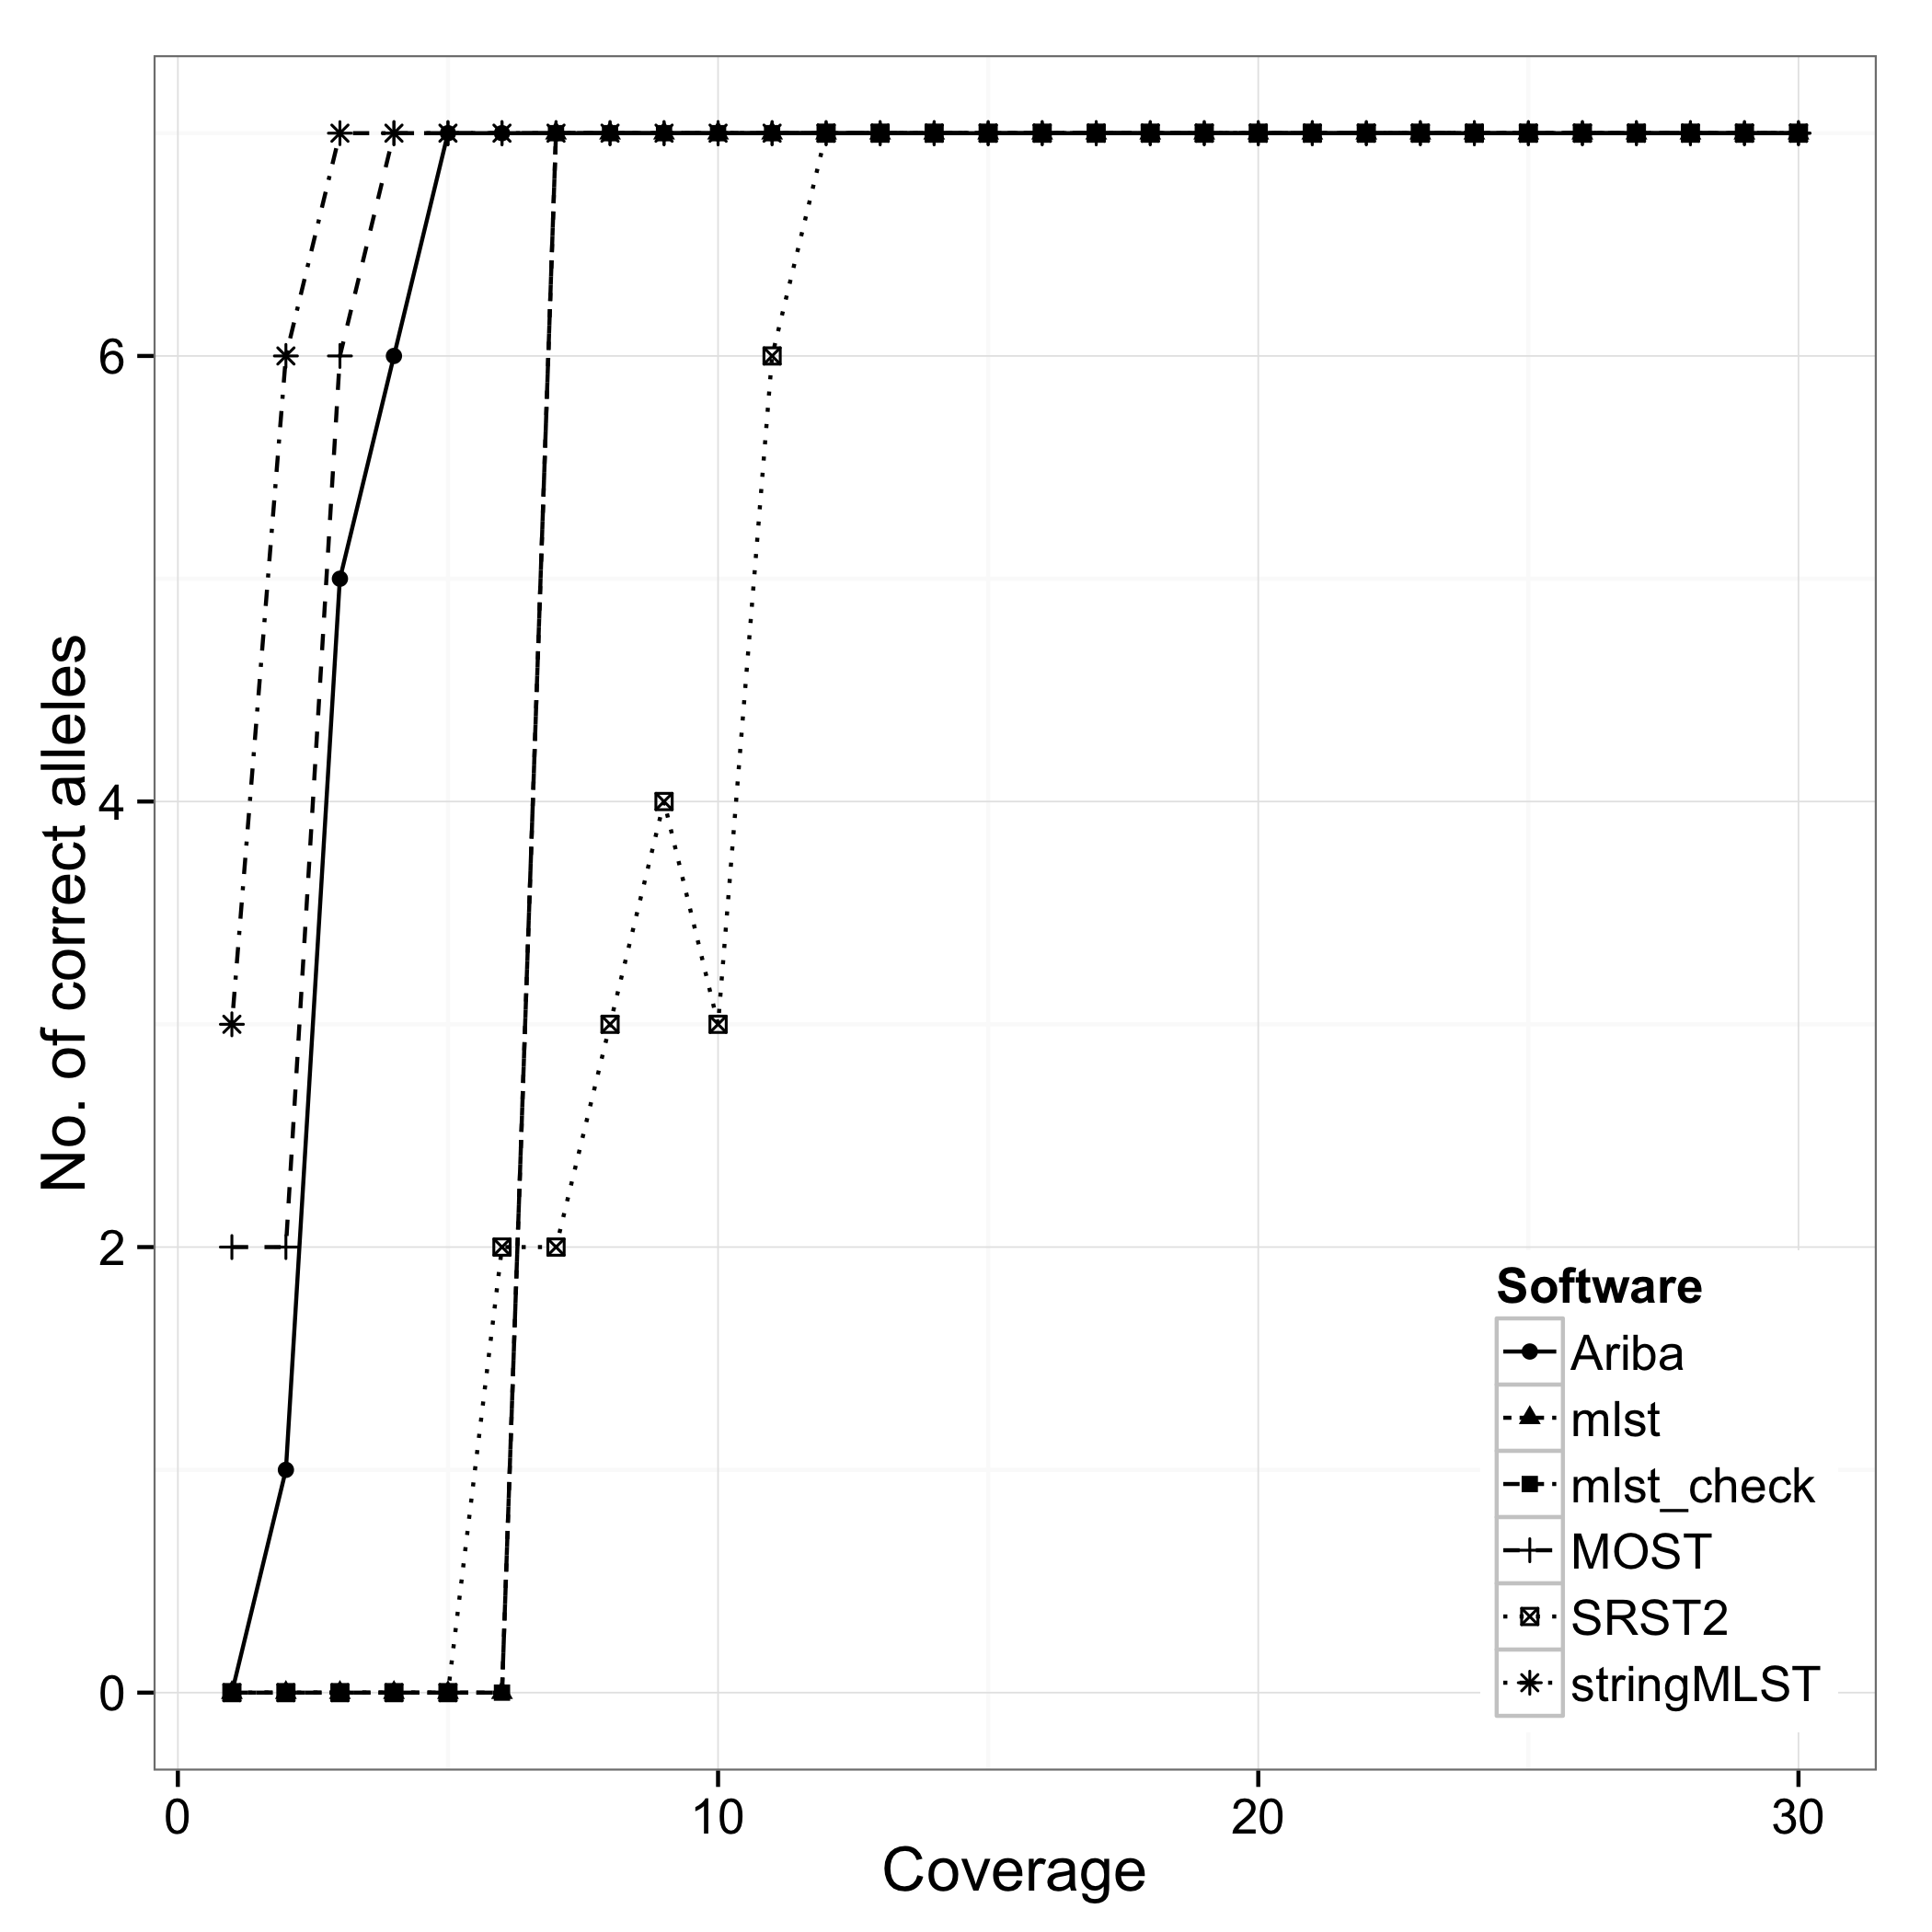 No. of correct alleles
6
4
2
0
0 10 20 30
Coverage
Software
Ariba
mlst
mlst_check
MOST
SRST2
stringMLST